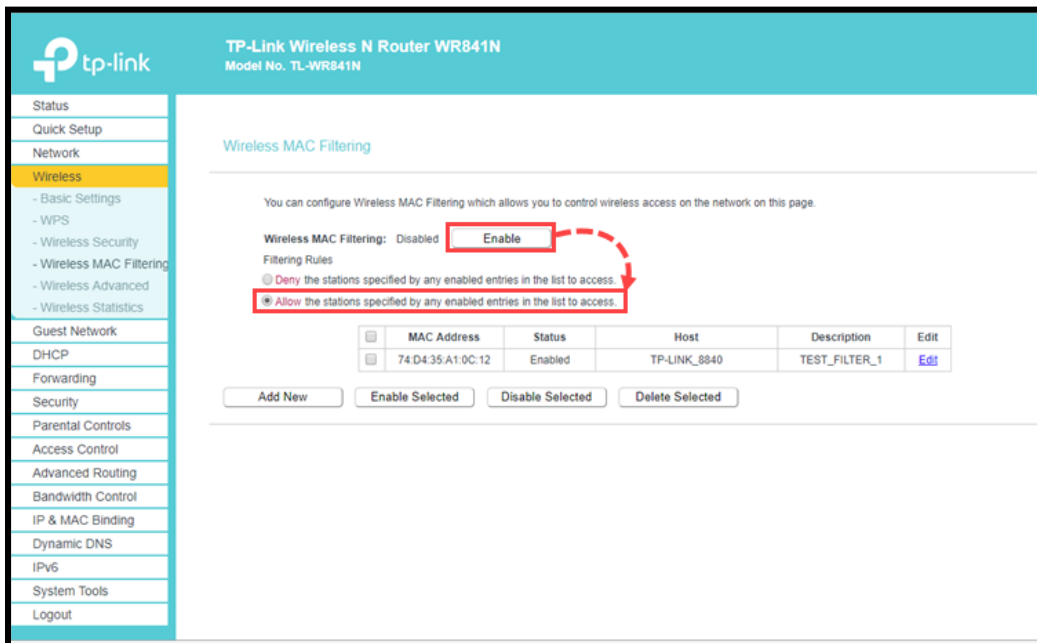 tp-link
TP-Link Wireless N Router WR841N
Model No. TL-WR841N
Status
Quick Setup
Network
Wireless
- Basic Settings
- WPS
- Wireless Security
- Wireless MAC Filtering
- Wireless Advanced
- Wireless Statistics
Guest Network
DHCP
Forwarding
Security
Parental Controls
Access Control
Advanced Routing
Bandwidth Control
IP & MAC Binding
Dynamic DNS
IPv6
System Tools
Logout
Wireless MAC Filtering
You can configure Wireless MAC Filtering which allows you to control wireless access on the network on this page.
Wireless MAC Filtering: Disabled Enable
Filtering Rules
Deny the stations specified by any enabled entries in the list to access.
Allow the stations specified by any enabled entries in the list to access.
MAC Address Status Host Description Edit
74:D4:35:A1:0C:12 Enabled TP-LINK_8840 TEST_FILTER_1 Edit
Add New Enable Selected Disable Selected Delete Selected